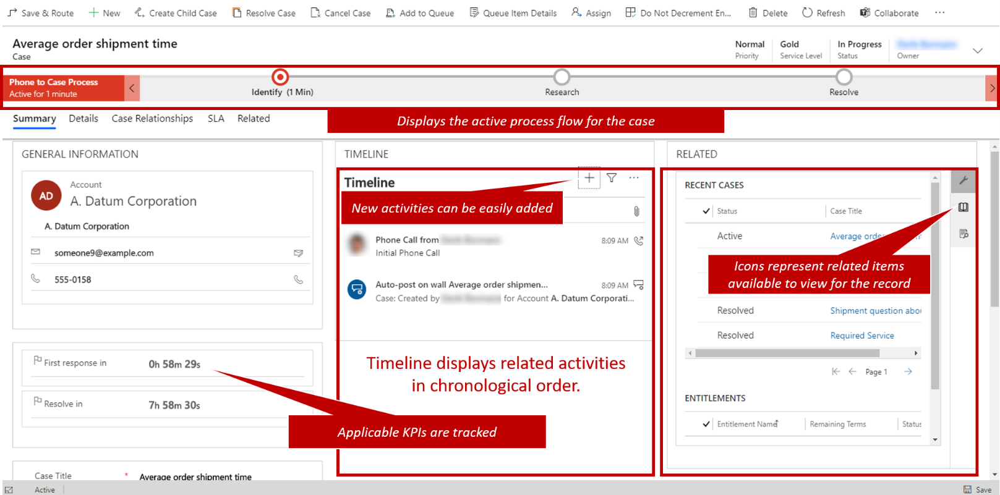 Save & Route
New
Create Child Case
Resolve Case
Cancel Case
Add to Queue
Queue Item Details
Assign
Do Not Decrement En...
Delete
Refresh
Collaborate
...
Average order shipment time
Case
Normal
Priority
Gold
Service Level
In Progress
Status
Owner
Phone to Case Process
Active for 1 minute
Identify (1 Min)
Research
Resolve
Summary
Details
Case Relationships
SLA
Related
Displays the active process flow for the case
GENERAL INFORMATION
AD
Account
A. Datum Corporation
A. Datum Corporation
someone9@example.com
555-0158
First response in
0h 58m 29s
Resolve in
7h 58m 30s
Applicable KPIs are tracked
Case Title
*
Average order shipment time
TIMELINE
Timeline
...
New activities can be easily added
Phone Call from
8:09 AM
Initial Phone Call
Auto-post on wall Average order shipmen...
8:09 AM
Case: Created by
for Account A. Datum Corporati...
Timeline displays related activities
in chronological order.
RELATED
RECENT CASES
Status
Case Title
Active
Average orde
Icons represent related items
available to view for the record
Resolved
Shipment question abou
Resolved
Required Service
Page 1
ENTITLEMENTS
Entitlement Name
Remaining Terms
Status
Active
Save